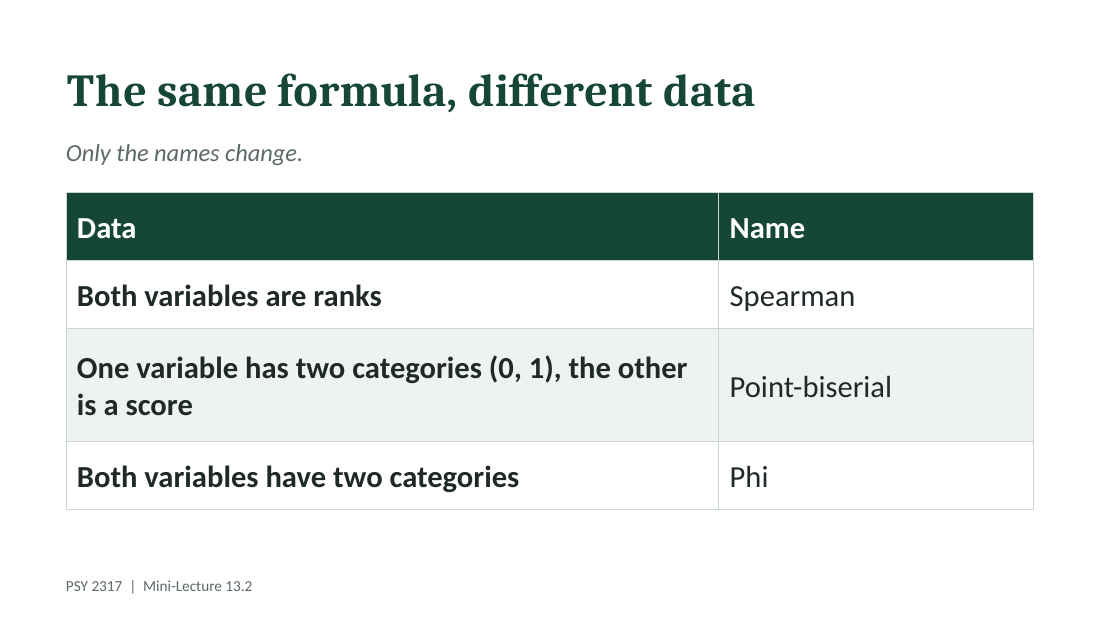 The same formula, different data
Only the names change.
Data
Name
Both variables are ranks
Spearman
One variable has two categories (0, 1), the other
is a score
Point-biserial
Both variables have two categories
Phi
PSY 2317 | Mini-Lecture 13.2